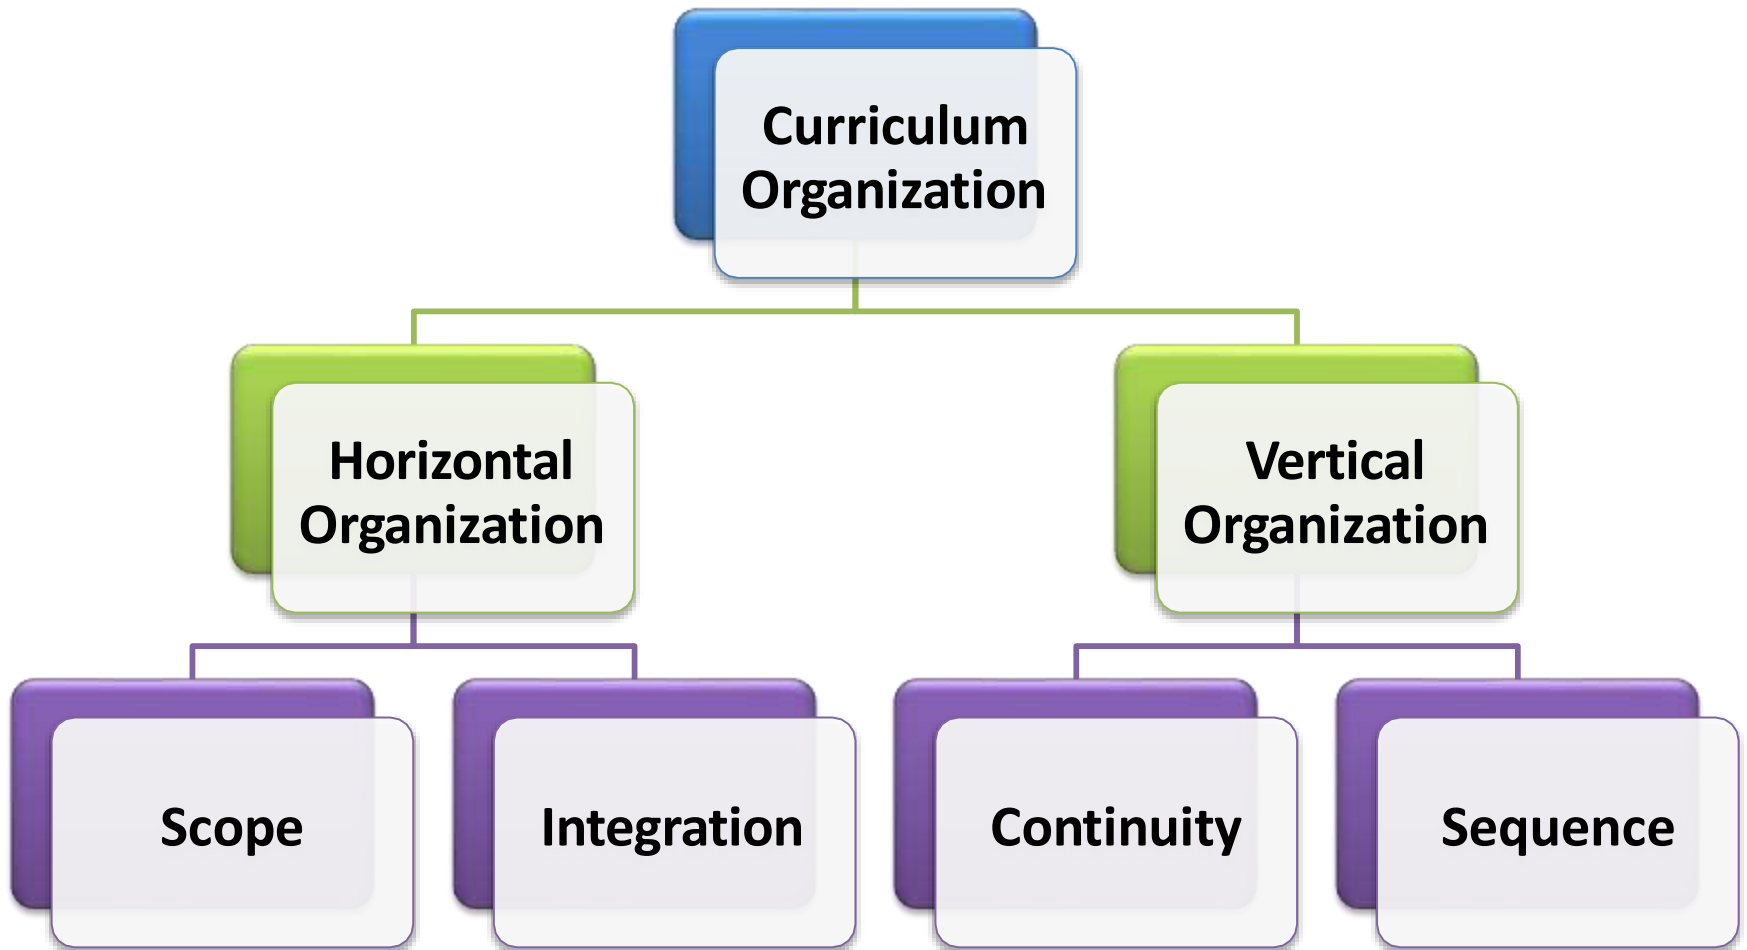 Curriculum
Organization
Horizontal
Organization
Vertical
Organization
Scope
Integration
Continuity
Sequence